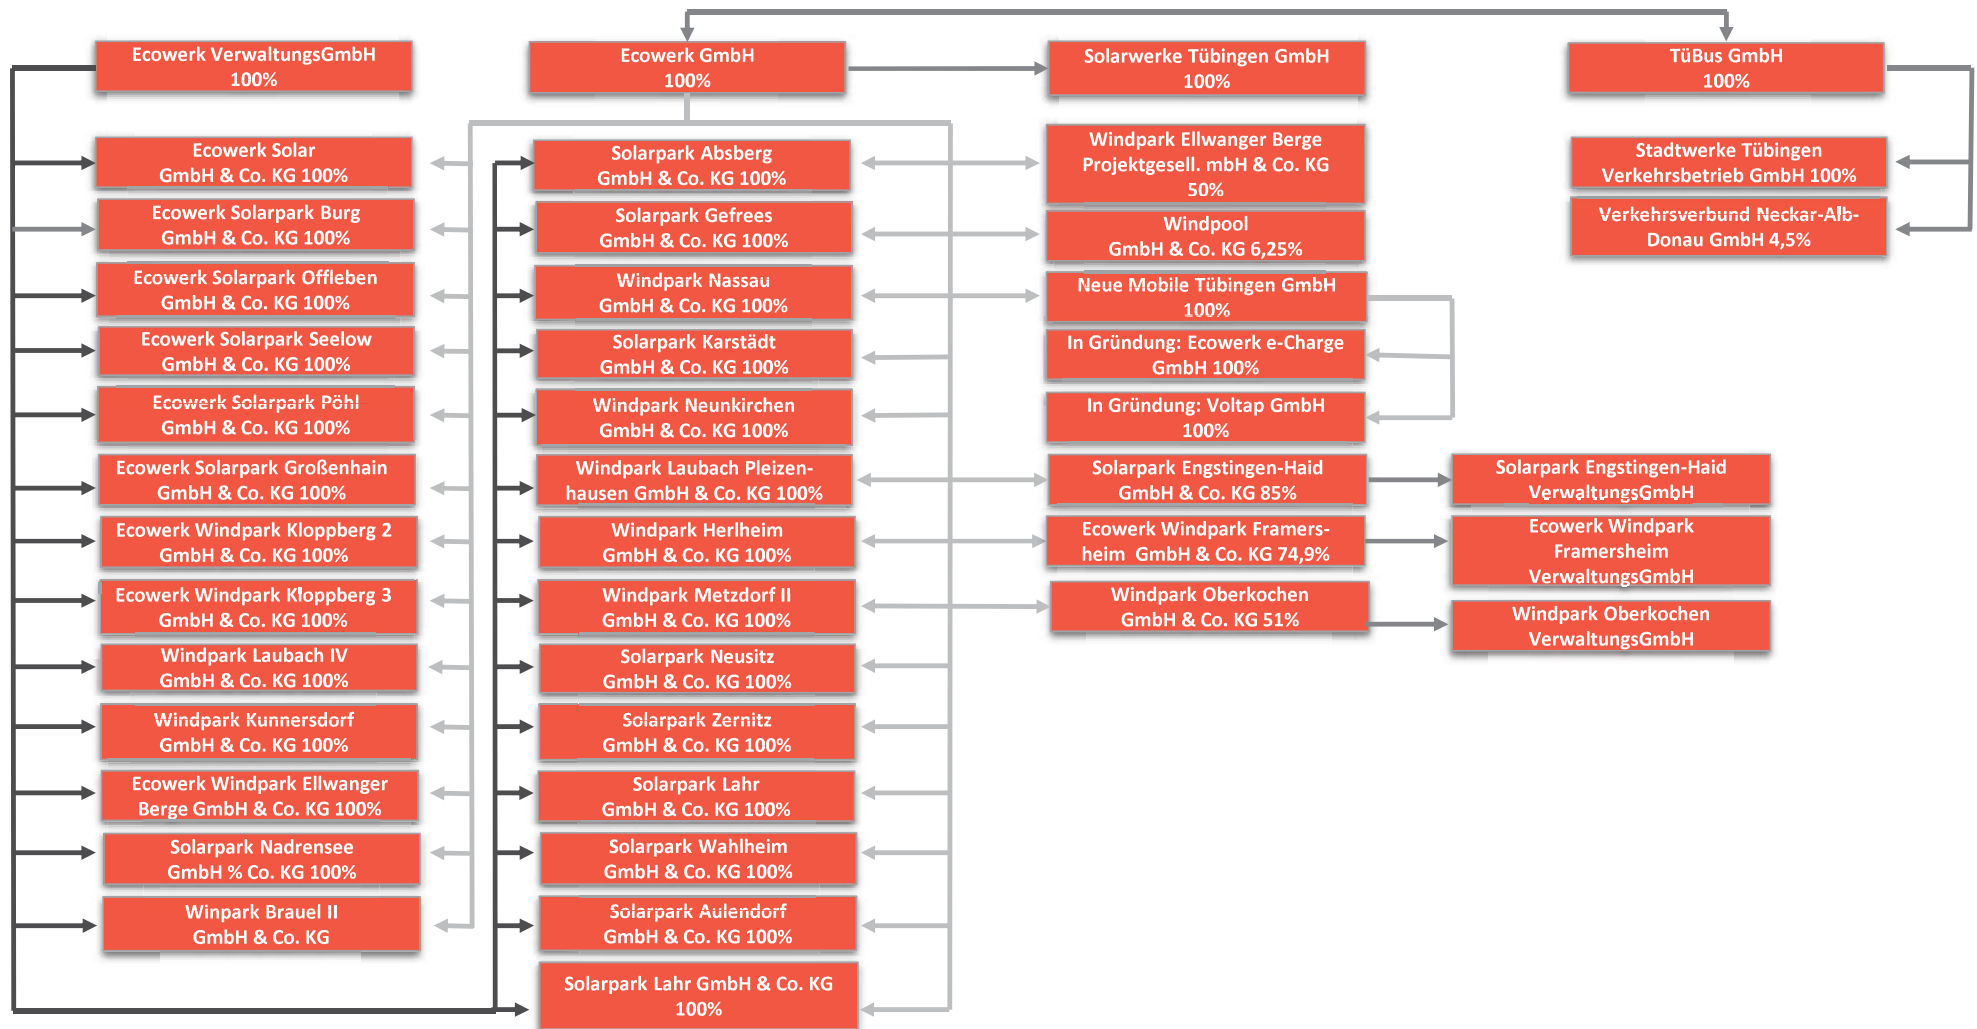 Ecowerk VerwaltungsGmbH
100%
Ecowerk GmbH
100%
Solarwerke Tübingen GmbH
100%
TüBus GmbH
100%
Ecowerk Solar
GmbH & Co. KG 100%
Ecowerk Solarpark Burg
GmbH & Co. KG 100%
Ecowerk Solarpark Offleben
GmbH & Co. KG 100%
Ecowerk Solarpark Seelow
GmbH & Co. KG 100%
Ecowerk Solarpark Pöhl
GmbH & Co. KG 100%
Ecowerk Solarpark Großenhain
GmbH & Co. KG 100%
Ecowerk Windpark Kloppberg 2
GmbH & Co. KG 100%
Ecowerk Windpark Kloppberg 3
GmbH & Co. KG 100%
Windpark Laubach IV
GmbH & Co. KG 100%
Windpark Kunnersdorf
GmbH & Co. KG 100%
Ecowerk Windpark Ellwanger
Berge GmbH & Co. KG 100%
Solarpark Nadrensee
GmbH % Co. KG 100%
Winpark Brauel II
GmbH & Co. KG
Solarpark Absberg
GmbH & Co. KG 100%
Solarpark Gefrees
GmbH & Co. KG 100%
Windpark Nassau
GmbH & Co. KG 100%
Solarpark Karstädt
GmbH & Co. KG 100%
Windpark Neunkirchen
GmbH & Co. KG 100%
Windpark Laubach Pleizen-
hausen GmbH & Co. KG 100%
Windpark Herlheim
GmbH & Co. KG 100%
Windpark Metzdorf II
GmbH & Co. KG 100%
Solarpark Neusitz
GmbH & Co. KG 100%
Solarpark Zernitz
GmbH & Co. KG 100%
Solarpark Lahr
GmbH & Co. KG 100%
Solarpark Wahlheim
GmbH & Co. KG 100%
Solarpark Aulendorf
GmbH & Co. KG 100%
Solarpark Lahr GmbH & Co. KG
100%
Windpark Ellwanger Berge
Projektgesell. mbH & Co. KG
50%
Windpool
GmbH & Co. KG 6,25%
Neue Mobile Tübingen GmbH
100%
In Gründung: Ecowerk e-Charge
GmbH 100%
In Gründung: Voltap GmbH
100%
Solarpark Engstingen-Haid
GmbH & Co. KG 85%
Ecowerk Windpark Framers-
heim GmbH & Co. KG 74,9%
Windpark Oberkochen
GmbH & Co. KG 51%
Solarpark Engstingen-Haid
VerwaltungsGmbH
Ecowerk Windpark
Framersheim
VerwaltungsGmbH
Windpark Oberkochen
VerwaltungsGmbH
Stadtwerke Tübingen
Verkehrsbetrieb GmbH 100%
Verkehrsverbund Neckar-Alb-
Donau GmbH 4,5%